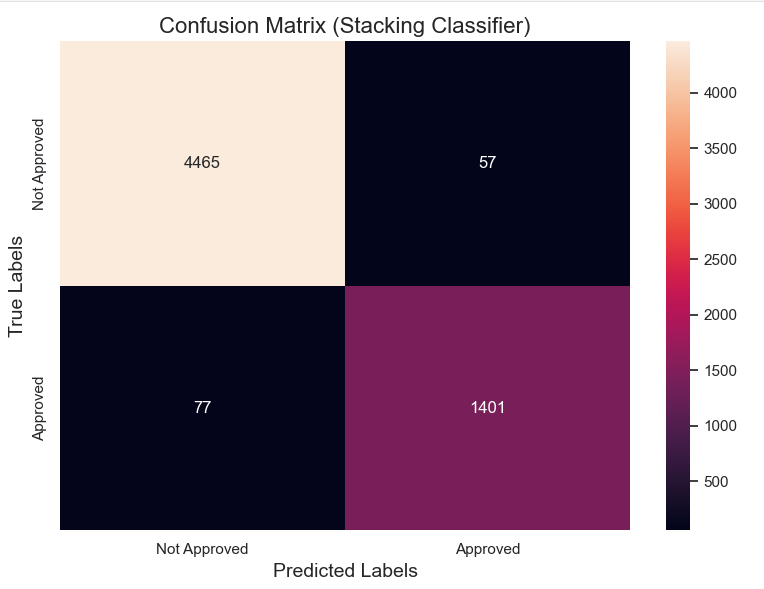 Confusion Matrix (Stacking Classifier)
True Labels
Not Approved
Approved
4465
57
77
1401
Not Approved
Approved
Predicted Labels
4000
3500
3000
2500
2000
1500
1000
500